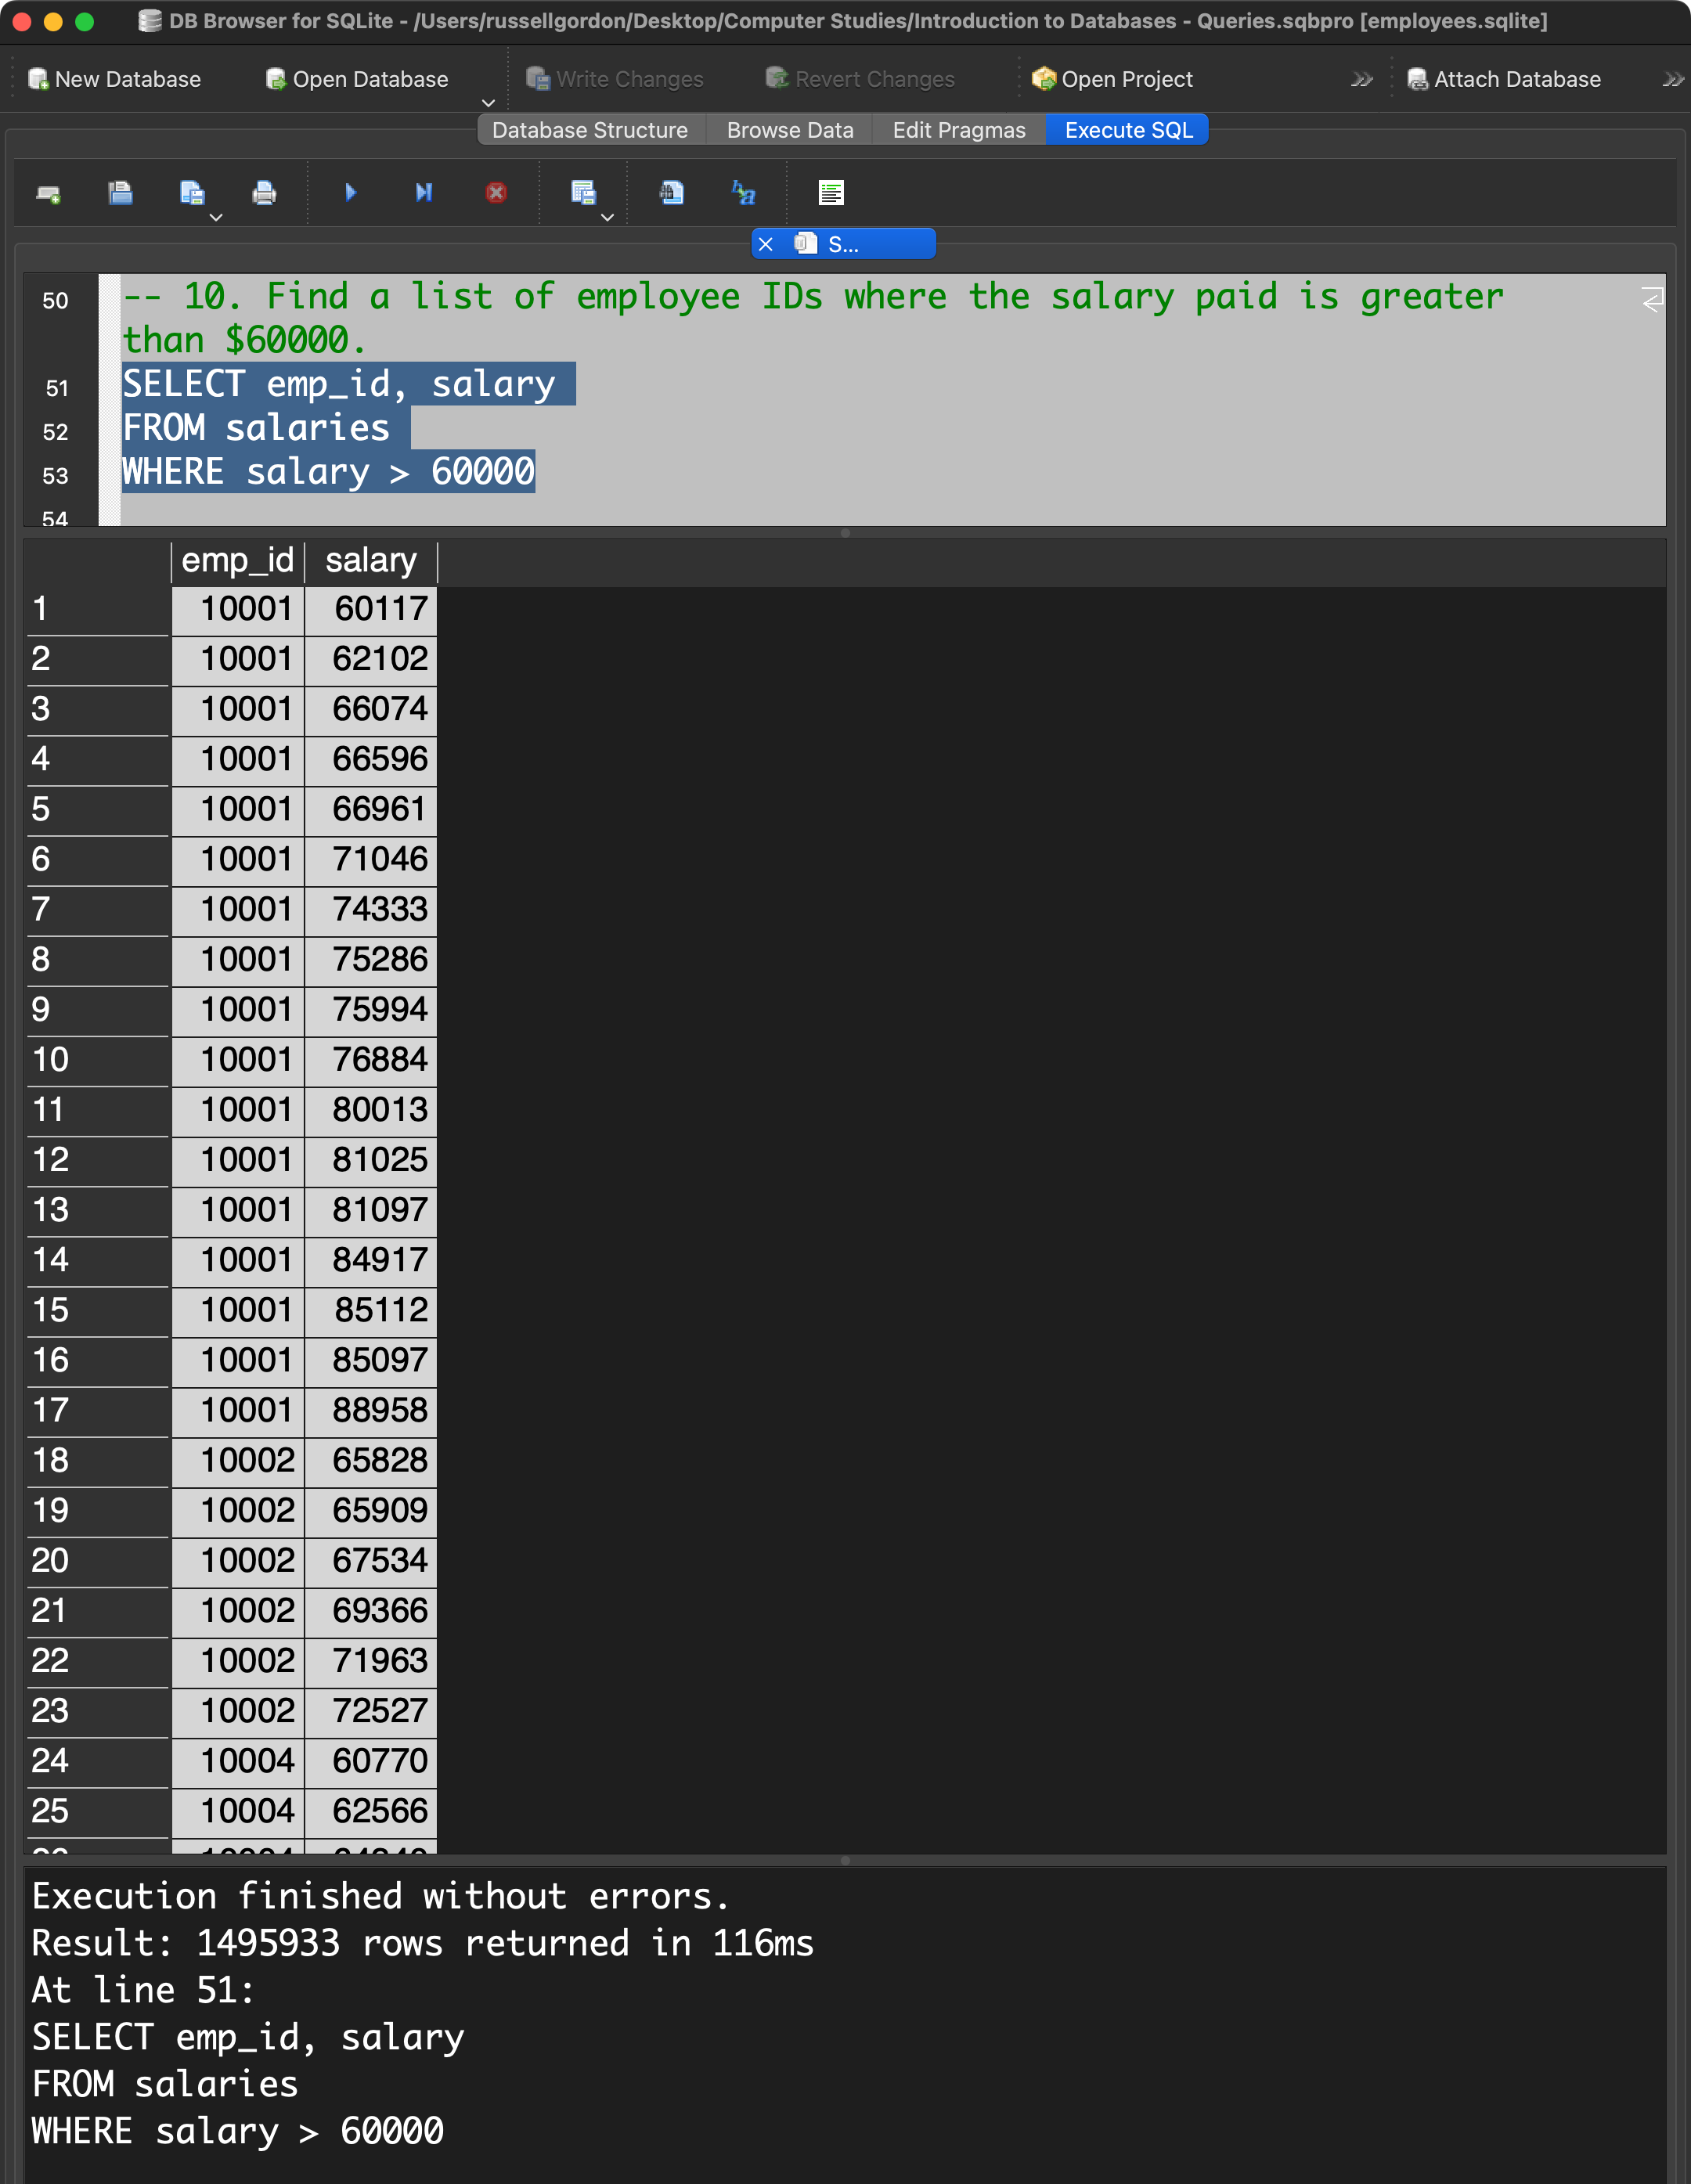 DB Browser for SQLite - /Users/russellgordon/Desktop/Computer Studies/Introduction to Databases - Queries.sqbpro [employees.sqlite]
New Database Open Database Write Changes Revert Changes Open Project Attach Database
Database Structure Browse Data Edit Pragmas Execute SQL
S...
50 -- 10. Find a list of employee IDs where the salary paid is greater
than $60000.
51 SELECT emp_id, salary
52 FROM salaries
53 WHERE salary > 60000
54
emp_id salary
1 10001 60117
2 10001 62102
3 10001 66074
4 10001 66596
5 10001 66961
6 10001 71046
7 10001 74333
8 10001 75286
9 10001 75994
10 10001 76884
11 10001 80013
12 10001 81025
13 10001 81097
14 10001 84917
15 10001 85112
16 10001 85097
17 10001 88958
18 10002 65828
19 10002 65909
20 10002 67534
21 10002 69366
22 10002 71963
23 10002 72527
24 10004 60770
25 10004 62566
Execution finished without errors.
Result: 1495933 rows returned in 116ms
At line 51:
SELECT emp_id, salary
FROM salaries
WHERE salary > 60000